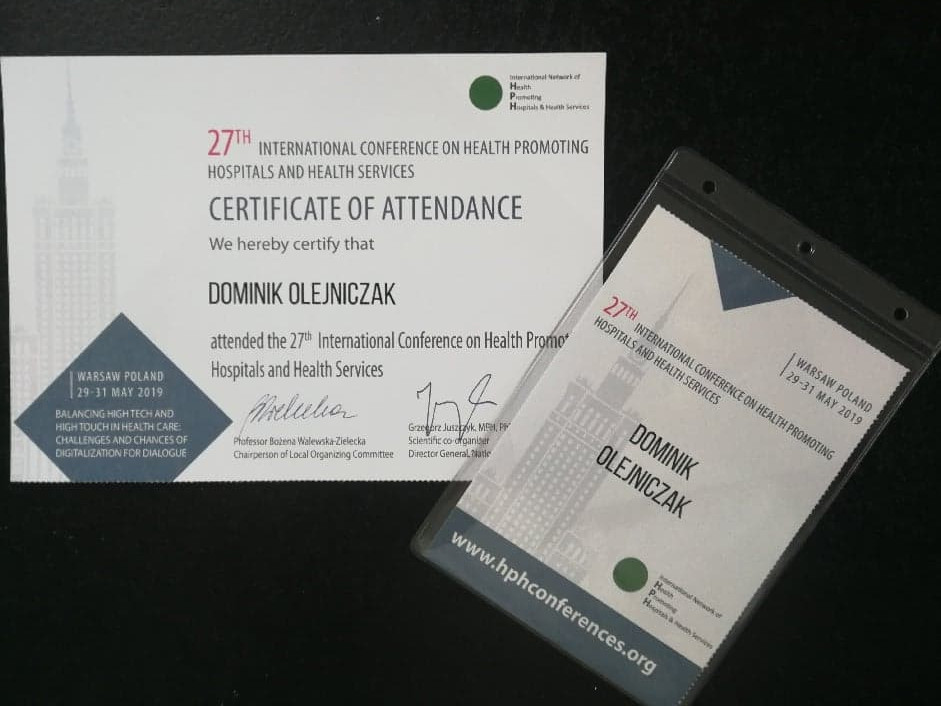 International Network of
Health
Promoting
Hospitals & Health Services
27TH INTERNATIONAL CONFERENCE ON HEALTH PROMOTING
HOSPITALS AND HEALTH SERVICES
CERTIFICATE OF ATTENDANCE
We hereby certify that
DOMINIK OLEJNICZAK
attended the 27th International Conference on Health Promot
Hospitals and Health Services
WARSAW POLAND
29-31 MAY 2019
BALANCING HIGH TECH AND
HIGH TOUCH IN HEALTH CARE:
CHALLENGES AND CHANCES OF
DIGITALIZATION FOR DIALOGUE
Professor Bożena Walewska-Zielecka
Chairperson of Local Organizing Committee
Grzegorz Juszczyk, MPH, PH
Scientific co-organiser
Director General, Natio
27TH INTERNATIONAL CONFERENCE ON HEALTH PROMOTING
HOSPITALS AND HEALTH SERVICES
WARSAW POLAND
29-31 MAY 2019
DOMINIK
OLEJNICZAK
International Network of
Health
Promoting
Hospitals & Health Services
www.hphconferences.org